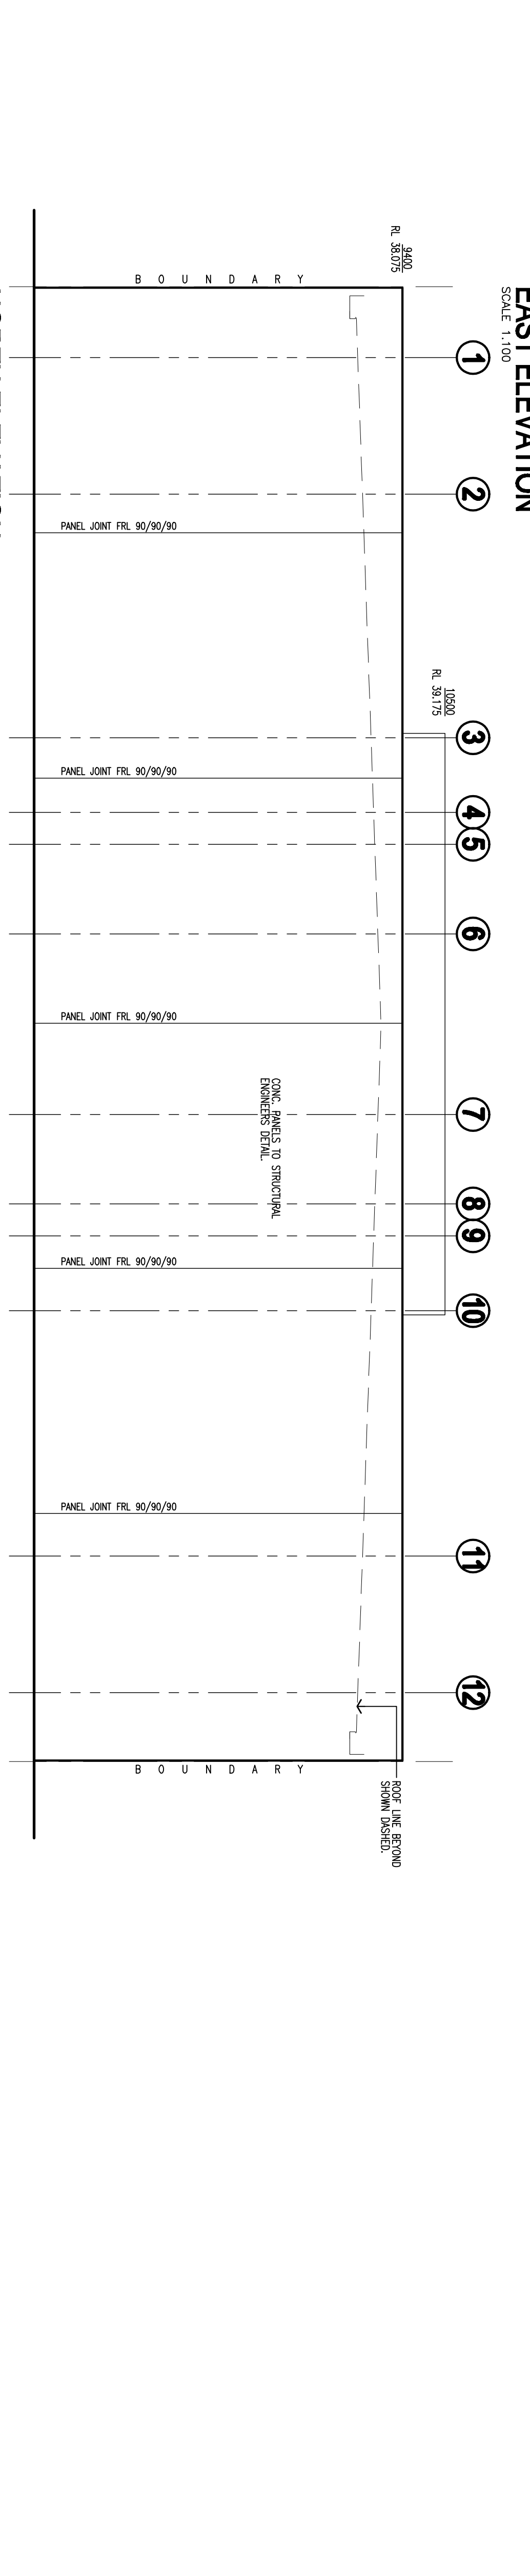 EAST ELEVATION
SCALE 1:100
1
2
3
4
5
6
7
8
9
10
11
12
10500
RL 39.175
9400
RL 38.075
ROOF LINE BEYOND
SHOWN DASHED.
BOUNDARY
CONC. PANELS TO STRUCTURAL
ENGINEERS DETAIL.
BOUNDARY
PANEL JOINT FRL 90/90/90
PANEL JOINT FRL 90/90/90
PANEL JOINT FRL 90/90/90
PANEL JOINT FRL 90/90/90
PANEL JOINT FRL 90/90/90